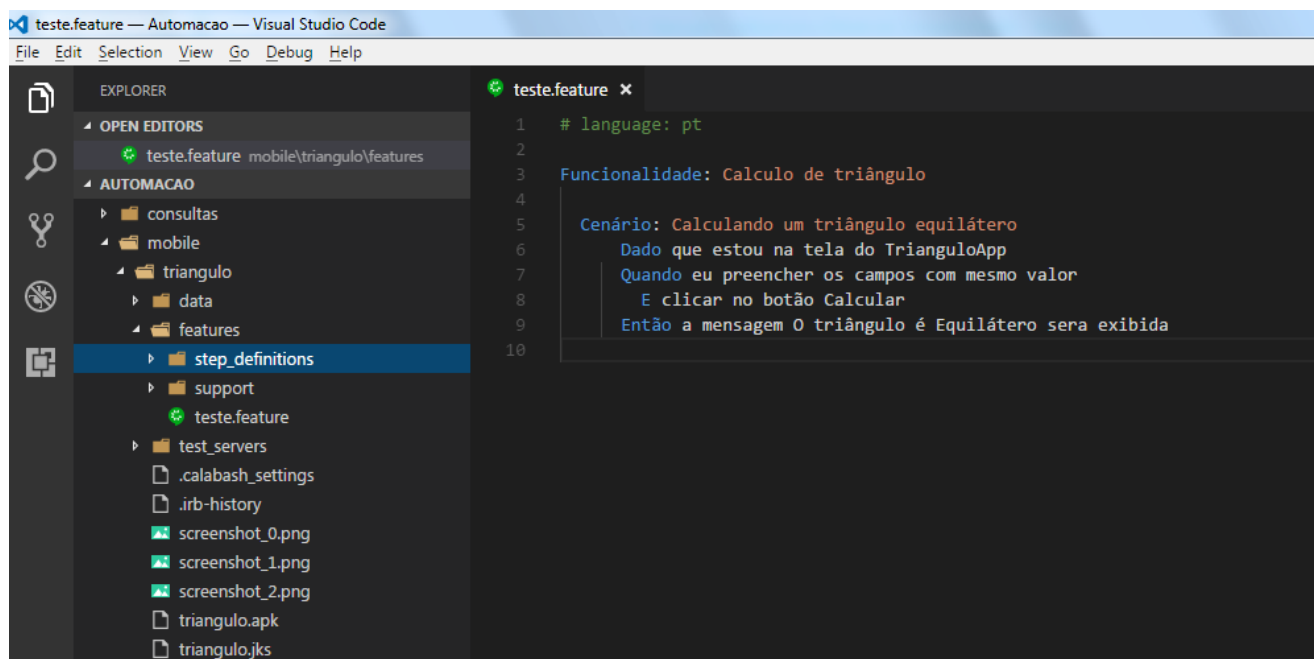 teste.feature — Automacao — Visual Studio Code
File Edit Selection View Go Debug Help
EXPLORER
OPEN EDITORS
teste.feature mobile\triangulo\features
AUTOMACAO
consultas
mobile
triangulo
data
features
step_definitions
support
teste.feature
test_servers
.calabash_settings
.irb-history
screenshot_0.png
screenshot_1.png
screenshot_2.png
triangulo.apk
triangulo.jks
teste.feature
1 # language: pt
2
3 Funcionalidade: Calculo de triângulo
4
5 Cenário: Calculando um triângulo equilátero
6 Dado que estou na tela do TrianguloApp
7 Quando eu preencher os campos com mesmo valor
8 E clicar no botão Calcular
9 Então a mensagem O triângulo é Equilátero sera exibida
10